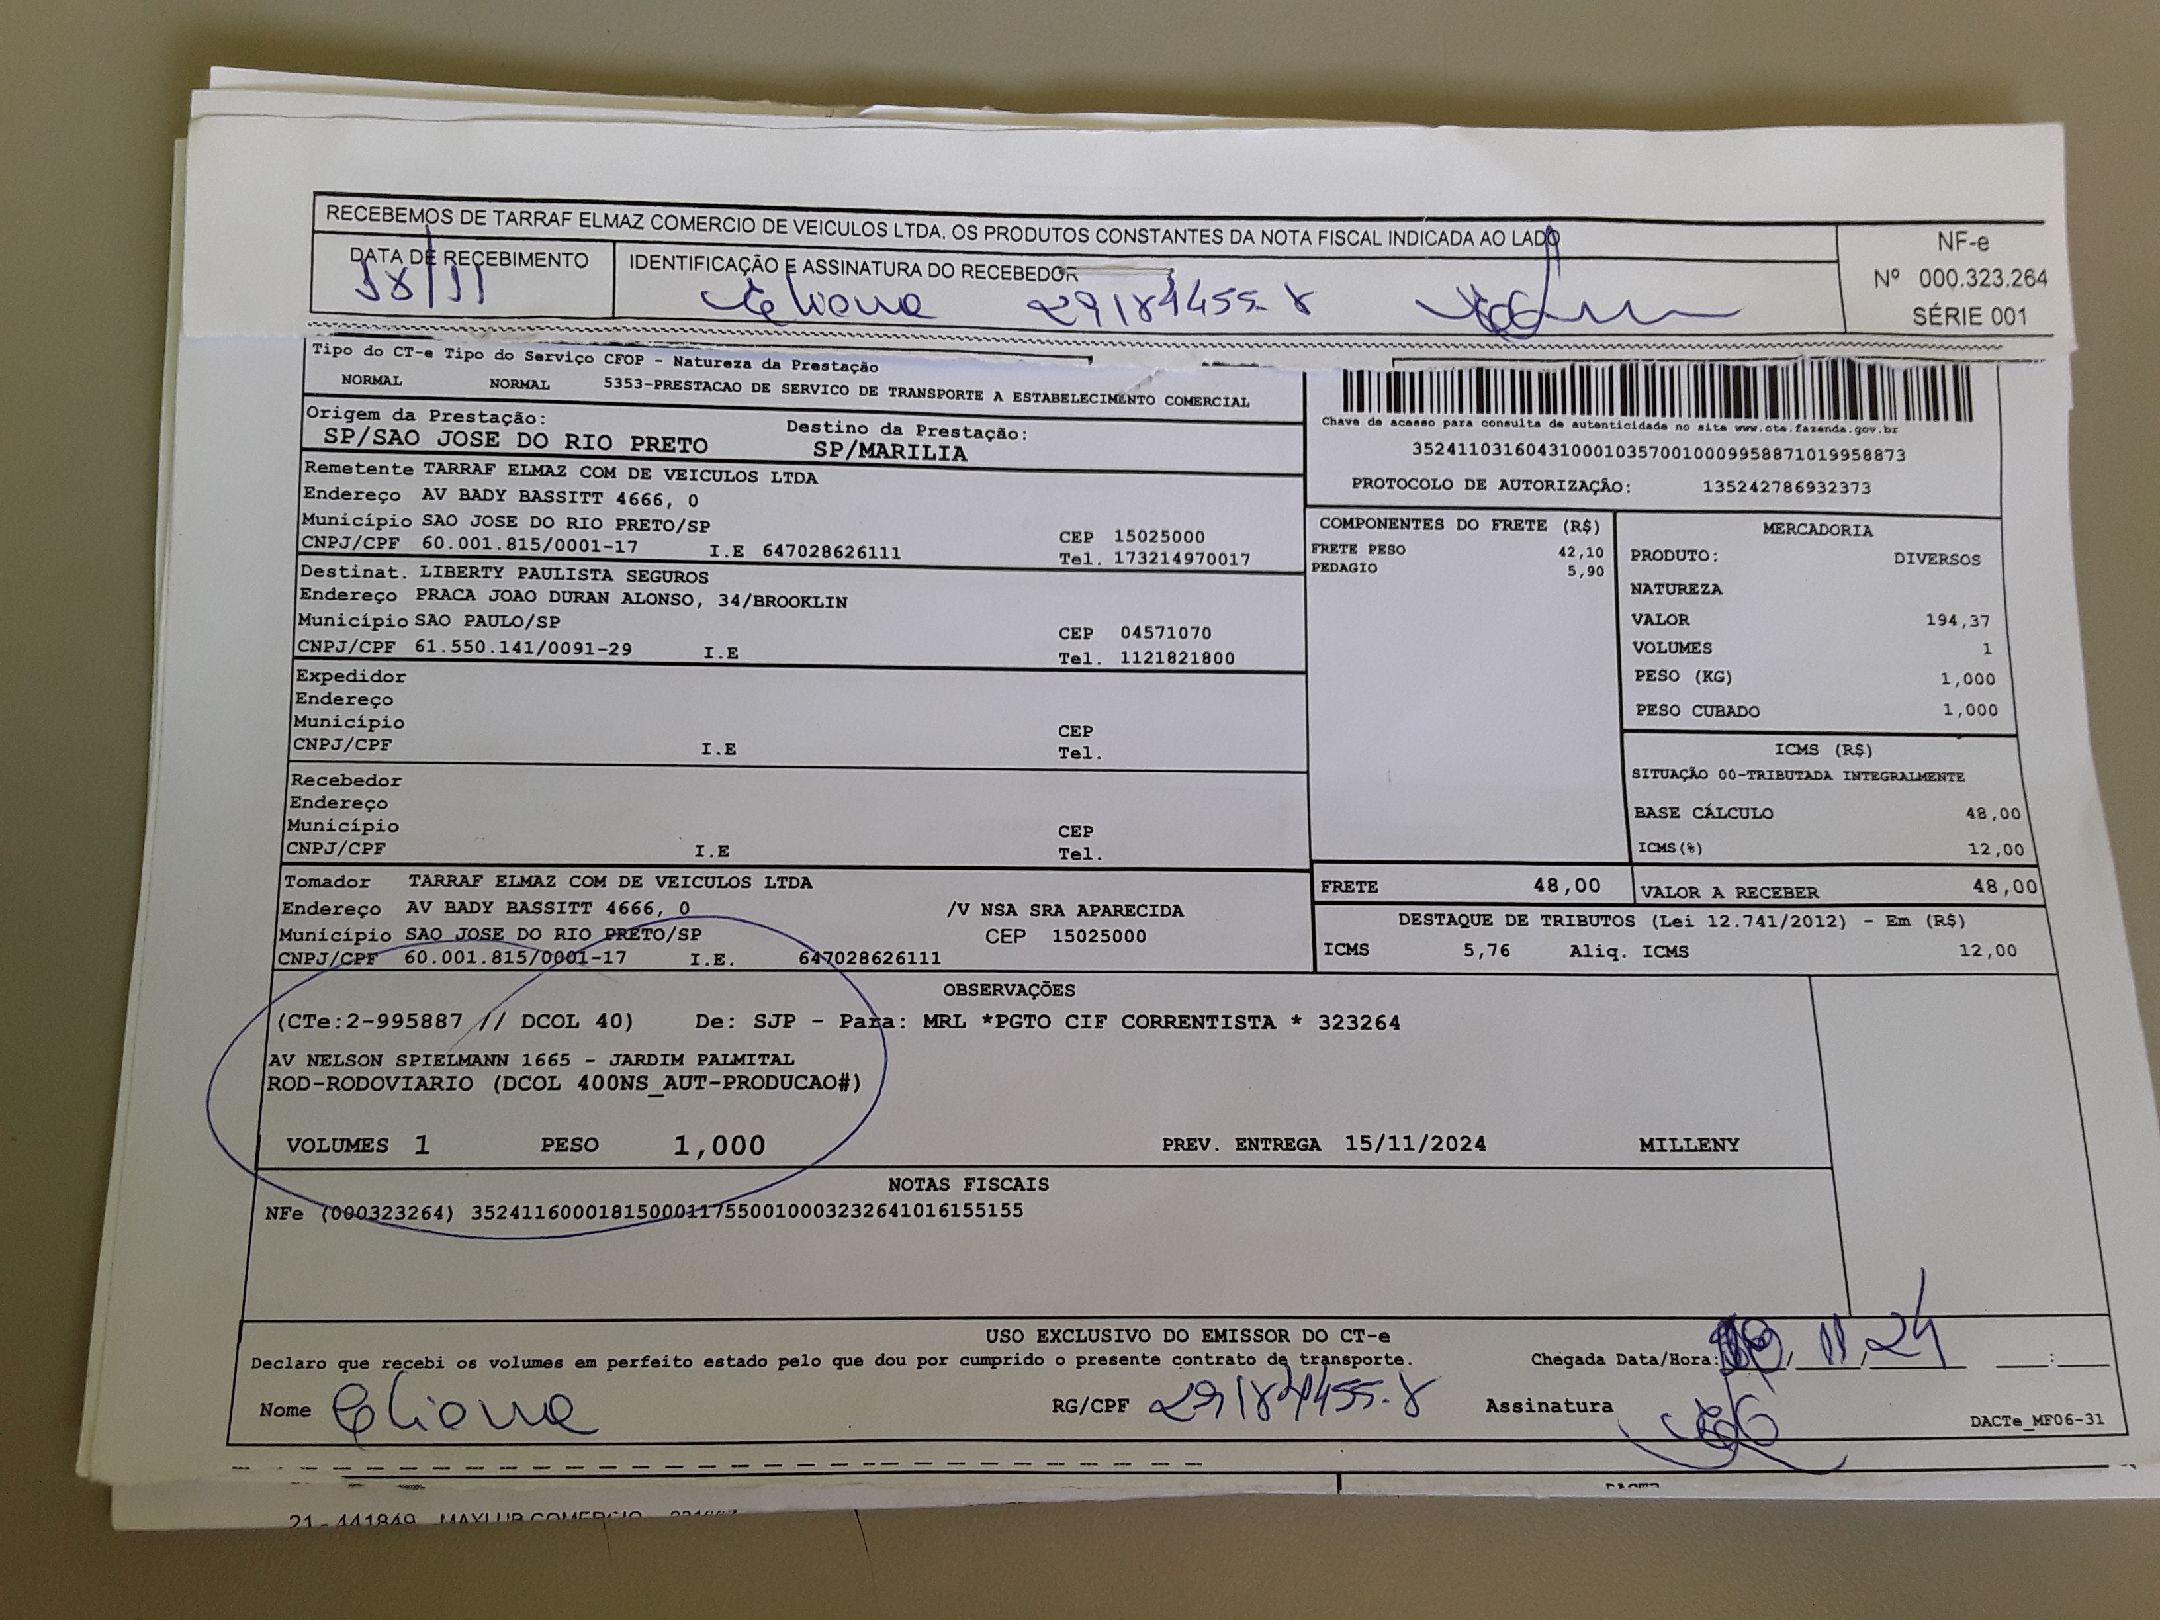 RECEBEMOS DE TARRAF ELMAZ COMERCIO DE VEICULOS LTDA. OS PRODUTOS CONSTANTES DA NOTA FISCAL INDICADA AO LADO
NF-e
Nº 000.323.264
SÉRIE 001
DATA DE RECEBIMENTO
18/11
IDENTIFICAÇÃO E ASSINATURA DO RECEBEDOR
Eliana 29184455-8
Tipo do CT-e Tipo do Serviço CFOP - Natureza da Prestação
NORMAL NORMAL 5353-PRESTACAO DE SERVICO DE TRANSPORTE A ESTABELECIMENTO COMERCIAL
Origem da Prestação: Destino da Prestação:
SP/SAO JOSE DO RIO PRETO SP/MARILIA
Remetente TARRAF ELMAZ COM DE VEICULOS LTDA
Endereço AV BADY BASSITT 4666, 0
Município SAO JOSE DO RIO PRETO/SP CEP 15025000
CNPJ/CPF 60.001.815/0001-17 I.E 647028626111 Tel. 173214970017
Destinat. LIBERTY PAULISTA SEGUROS
Endereço PRACA JOAO DURAN ALONSO, 34/BROOKLIN
Município SAO PAULO/SP CEP 04571070
CNPJ/CPF 61.550.141/0091-29 I.E Tel. 1121821800
Expedidor
Endereço
Município CEP
CNPJ/CPF I.E Tel.
Recebedor
Endereço
Município CEP
CNPJ/CPF I.E Tel.
Tomador TARRAF ELMAZ COM DE VEICULOS LTDA
Endereço AV BADY BASSITT 4666, 0 /V NSA SRA APARECIDA
Município SAO JOSE DO RIO PRETO/SP CEP 15025000
CNPJ/CPF 60.001.815/0001-17 I.E. 647028626111
Chave de acesso para consulta de autenticidade no site www.cte.fazenda.gov.br
35241103160431000103570010009958871019958873
PROTOCOLO DE AUTORIZAÇÃO: 135242786932373
COMPONENTES DO FRETE (R$)
FRETE PESO 42,10
PEDAGIO 5,90
MERCADORIA
PRODUTO: DIVERSOS
NATUREZA
VALOR 194,37
VOLUMES 1
PESO (KG) 1,000
PESO CUBADO 1,000
ICMS (R$)
SITUAÇÃO 00-TRIBUTADA INTEGRALMENTE
BASE CÁLCULO 48,00
ICMS(%) 12,00
FRETE 48,00 VALOR A RECEBER 48,00
DESTAQUE DE TRIBUTOS (Lei 12.741/2012) - Em (R$)
ICMS 5,76 Aliq. ICMS 12,00
OBSERVAÇÕES
(CTe:2-995887 // DCOL 40) De: SJP - Para: MRL *PGTO CIF CORRENTISTA * 323264
AV NELSON SPIELMANN 1665 - JARDIM PALMITAL
ROD-RODOVIARIO (DCOL 400NS_AUT-PRODUCAO#)
VOLUMES 1 PESO 1,000 PREV. ENTREGA 15/11/2024 MILLENY
NOTAS FISCAIS
NFe (000323264) 35241160001815000117550010003232641016155155
USO EXCLUSIVO DO EMISSOR DO CT-e
Declaro que recebi os volumes em perfeito estado pelo que dou por cumprido o presente contrato de transporte. Chegada Data/Hora: / 11 / 24 :
Nome Eliana RG/CPF 29184455-8 Assinatura
DACTe_MF06-31
21 - 441849 MAXLUB COMERCIO